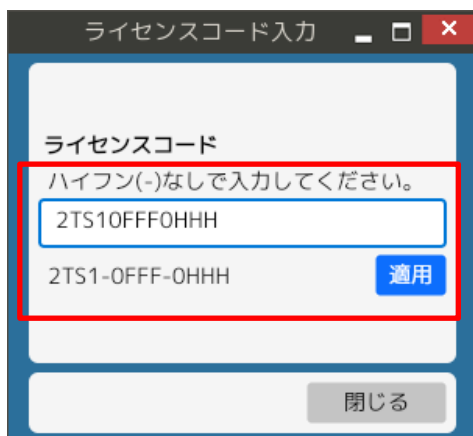 ライセンスコード入力
ライセンスコード
ハイフン(-)なしで入力してください。
2TS10FFF0HHH
2TS1-0FFF-0HHH
適用
閉じる